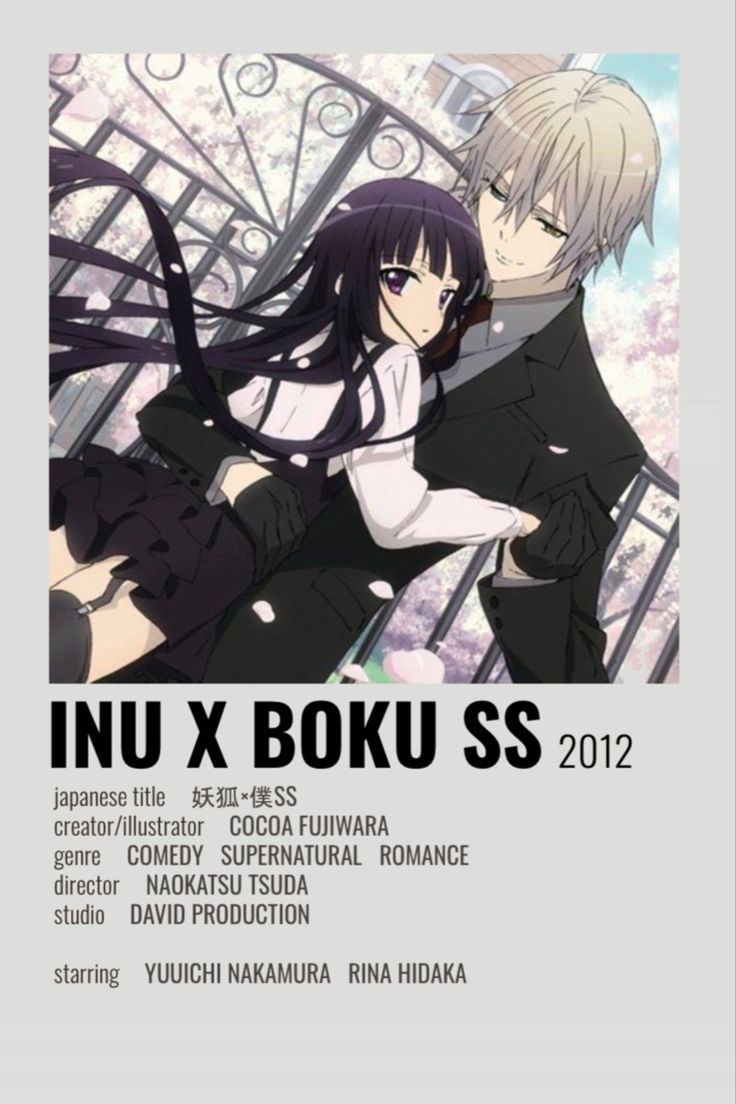 INU X BOKU SS 2012
japanese title 妖狐×僕SS
creator/illustrator COCOA FUJIWARA
genre COMEDY SUPERNATURAL ROMANCE
director NAOKATSU TSUDA
studio DAVID PRODUCTION
starring YUUICHI NAKAMURA RINA HIDAKA